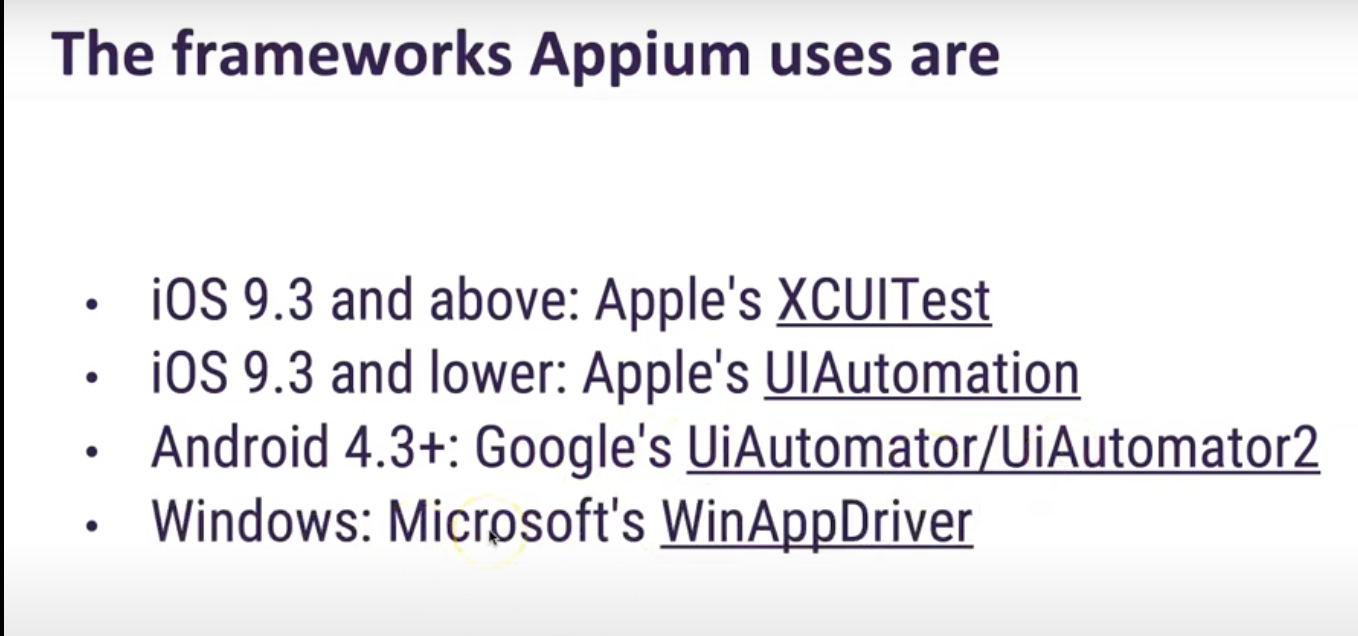 The frameworks Appium uses are
• iOS 9.3 and above: Apple's XCUITest
• iOS 9.3 and lower: Apple's UIAutomation
• Android 4.3+: Google's UiAutomator/UiAutomator2
• Windows: Microsoft's WinAppDriver